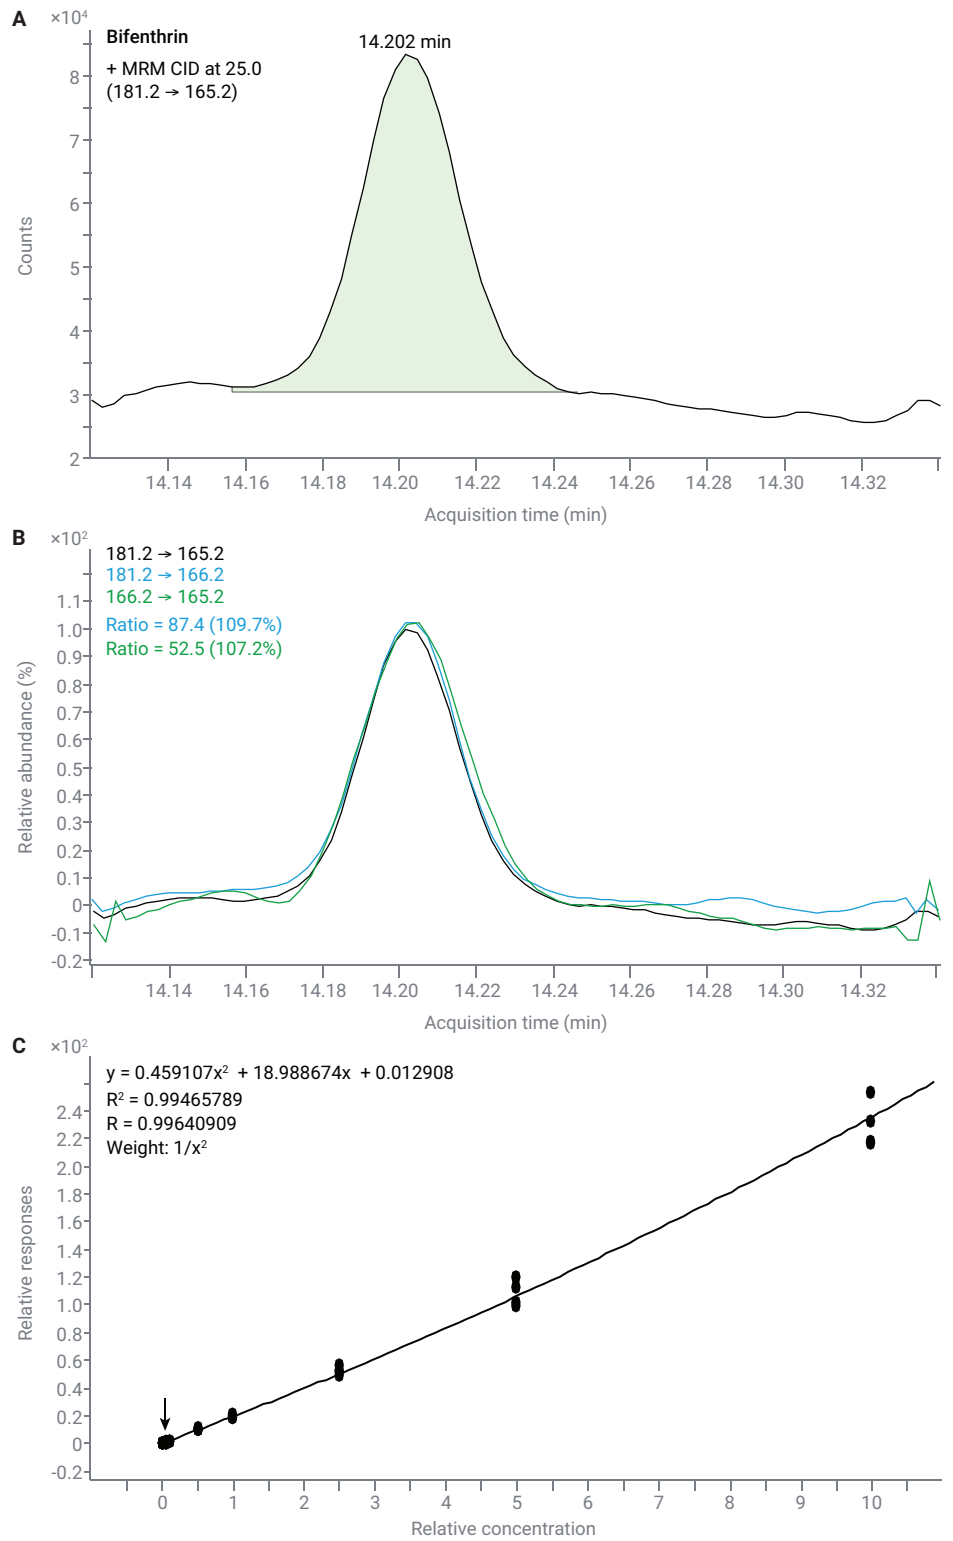 A
×10⁴
Bifenthrin
14.202 min
+ MRM CID at 25.0
(181.2 → 165.2)
8
7
6
5
4
3
2
Counts
14.14 14.16 14.18 14.20 14.22 14.24 14.26 14.28 14.30 14.32
Acquisition time (min)
B
×10²
181.2 → 165.2
181.2 → 166.2
166.2 → 165.2
Ratio = 87.4 (109.7%)
Ratio = 52.5 (107.2%)
1.1
1.0
0.9
0.8
0.7
0.6
0.5
0.4
0.3
0.2
0.1
0
-0.1
-0.2
Relative abundance (%)
14.14 14.16 14.18 14.20 14.22 14.24 14.26 14.28 14.30 14.32
Acquisition time (min)
C
×10²
y = 0.459107x² + 18.988674x + 0.012908
R² = 0.99465789
R = 0.99640909
Weight: 1/x²
2.4
2.2
2.0
1.8
1.6
1.4
1.2
1.0
0.8
0.6
0.4
0.2
0
-0.2
Relative responses
0 1 2 3 4 5 6 7 8 9 10
Relative concentration